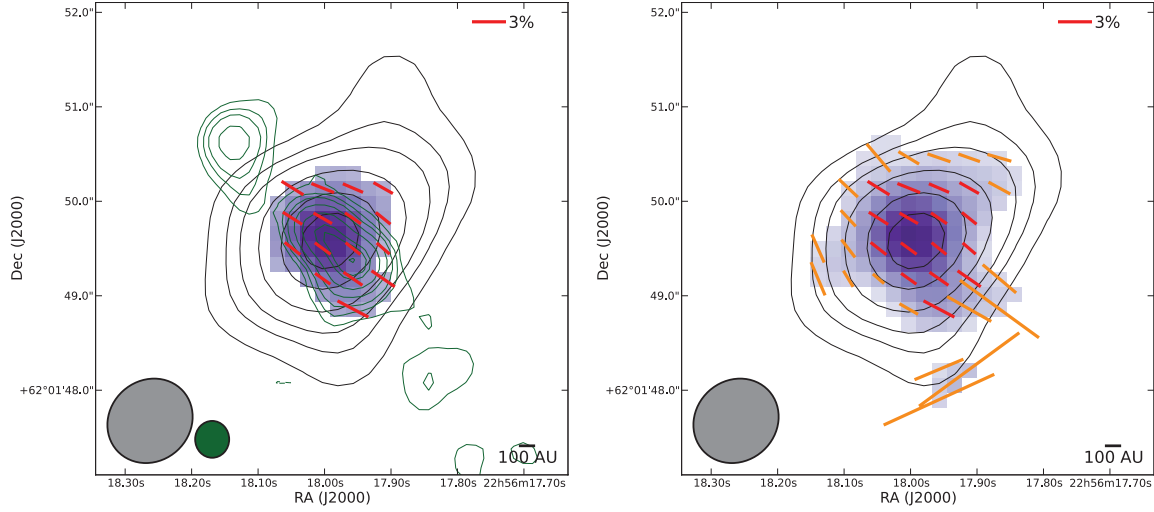 52.0"
3%
51.0"
50.0"
49.0"
+62°01'48.0"
Dec (J2000)
100 AU
18.30s 18.20s 18.10s 18.00s 17.90s 17.80s 22h56m17.70s
RA (J2000)
52.0"
3%
51.0"
50.0"
49.0"
+62°01'48.0"
Dec (J2000)
100 AU
18.30s 18.20s 18.10s 18.00s 17.90s 17.80s 22h56m17.70s
RA (J2000)